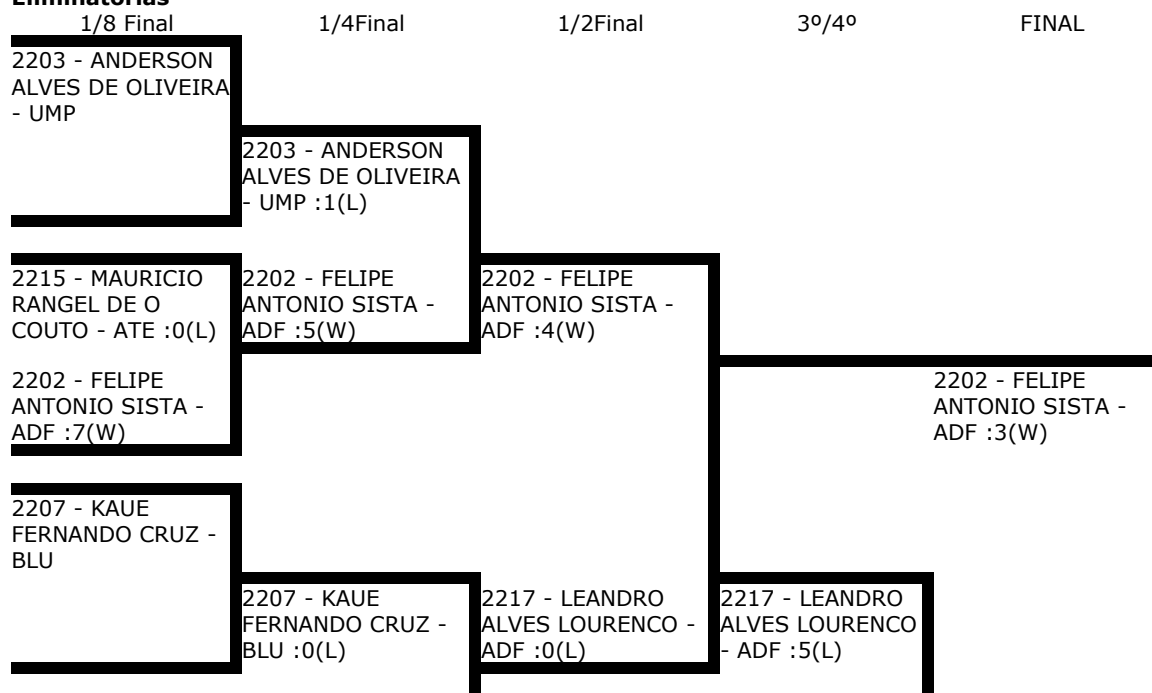 Eliminatórias
1/8 Final
1/4Final
1/2Final
3º/4º
FINAL
2203 - ANDERSON
ALVES DE OLIVEIRA
- UMP
2203 - ANDERSON
ALVES DE OLIVEIRA
- UMP :1(L)
2215 - MAURICIO
RANGEL DE O
COUTO - ATE :0(L)
2202 - FELIPE
ANTONIO SISTA -
ADF :5(W)
2202 - FELIPE
ANTONIO SISTA -
ADF :4(W)
2202 - FELIPE
ANTONIO SISTA -
ADF :7(W)
2202 - FELIPE
ANTONIO SISTA -
ADF :3(W)
2207 - KAUE
FERNANDO CRUZ -
BLU
2207 - KAUE
FERNANDO CRUZ -
BLU :0(L)
2217 - LEANDRO
ALVES LOURENCO -
ADF :0(L)
2217 - LEANDRO
ALVES LOURENCO
- ADF :5(L)